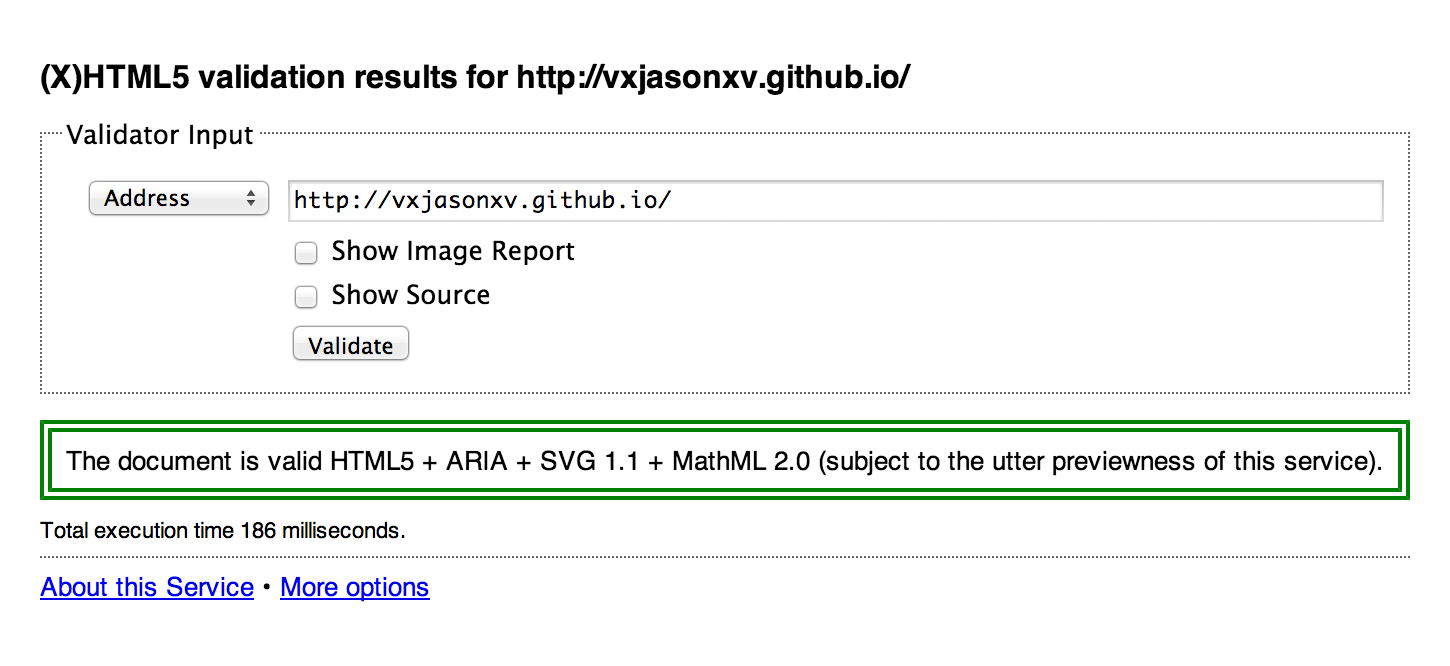 (X)HTML5 validation results for http://vxjasonxv.github.io/
Validator Input
Address http://vxjasonxv.github.io/
Show Image Report
Show Source
Validate
The document is valid HTML5 + ARIA + SVG 1.1 + MathML 2.0 (subject to the utter previewness of this service).
Total execution time 186 milliseconds.
About this Service • More options